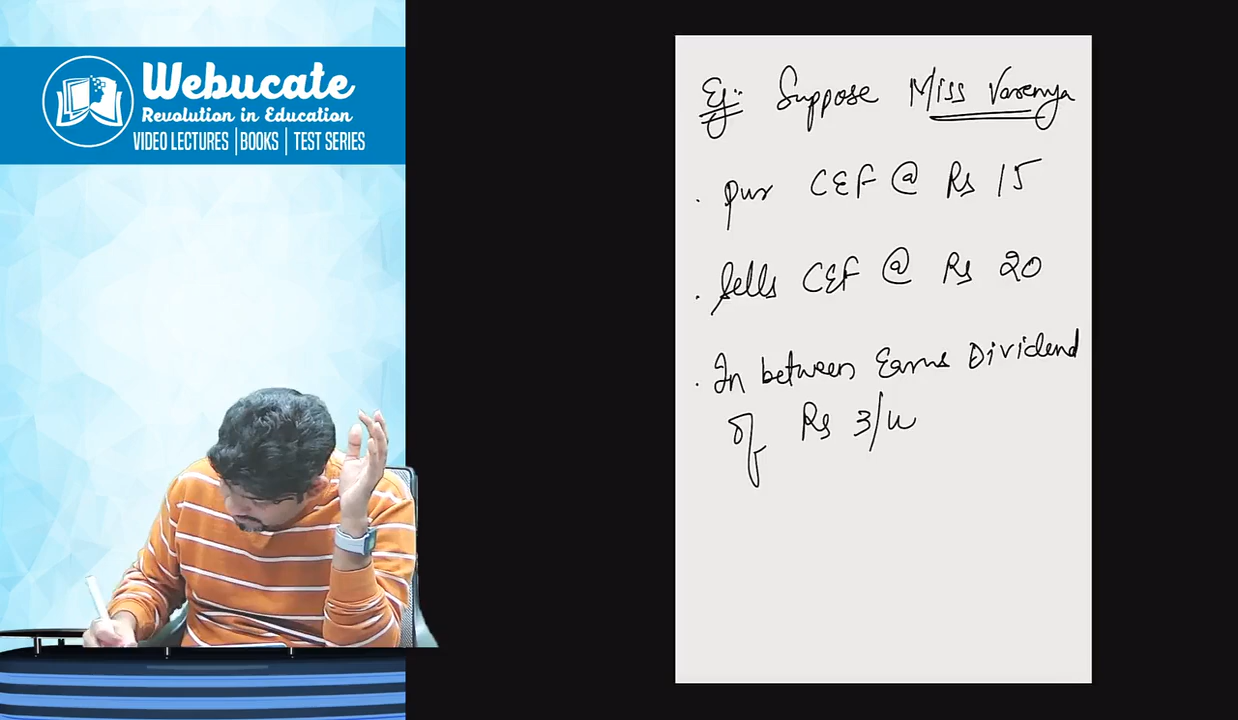 Webucate
Revolution in Education
VIDEO LECTURES | BOOKS | TEST SERIES
Eg:- Suppose Miss Varenya
. pur CEF @ Rs 15
. Sells CEF @ Rs 20
. In between Earns Dividend
of Rs 3/u